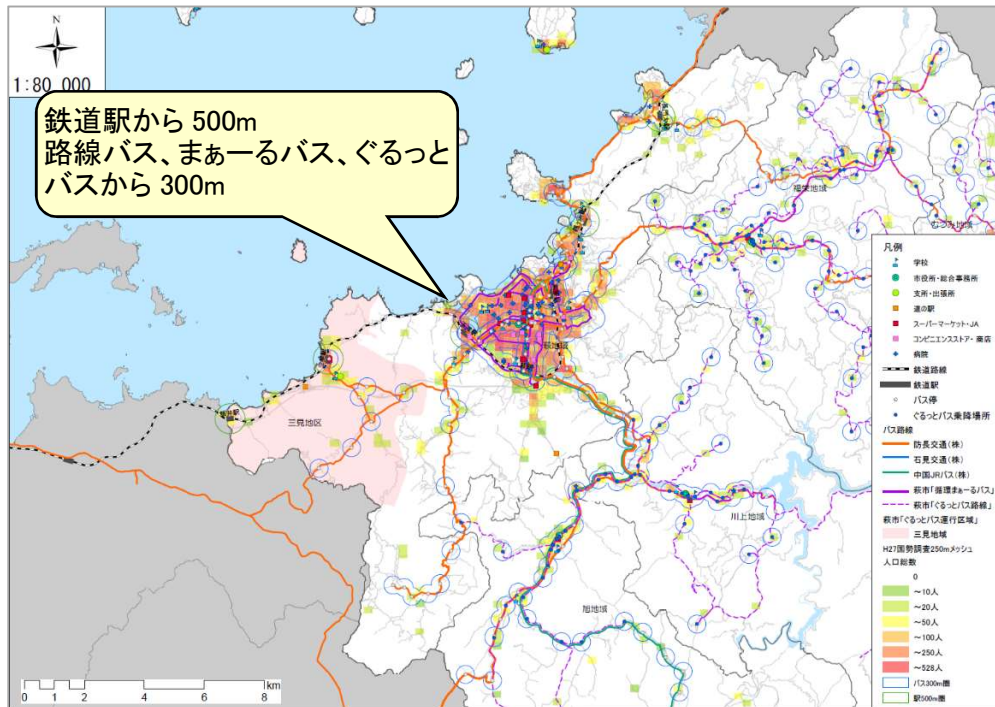 N
1:80,000
鉄道駅から 500m
路線バス、まぁーるバス、ぐるっと
バスから 300m
福栄地域
むつみ地域
萩地域
三見地区
川上地域
旭地域
凡例
学校
市役所・総合事務所
支所・出張所
道の駅
スーパーマーケット・JA
コンビニエンスストア・商店
病院
鉄道路線
鉄道駅
バス停
ぐるっとバス乗降場所
バス路線
防長交通(株)
石見交通(株)
中国JRバス(株)
萩市「循環まぁーるバス」
萩市「ぐるっとバス路線」
萩市「ぐるっとバス運行区域」
三見地域
H27国勢調査250mメッシュ
人口総数
0
～10人
～20人
～50人
～100人
～250人
～528人
バス300m圏
駅500m圏
km
0 1 2 4 6 8